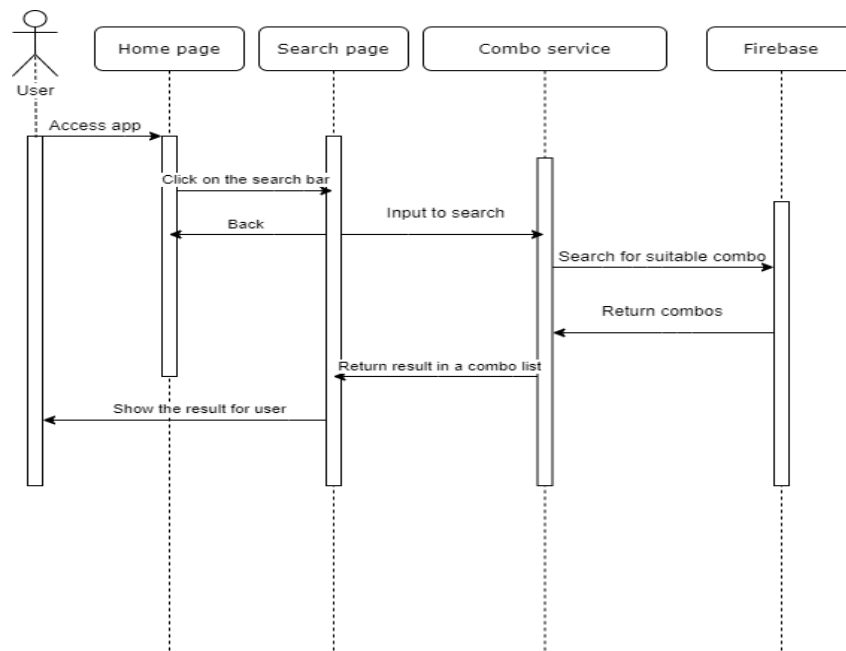 Home page
Search page
Combo service
Firebase
User
Access app
Click on the search bar
Input to search
Back
Search for suitable combo
Return combos
Return result in a combo list
Show the result for user